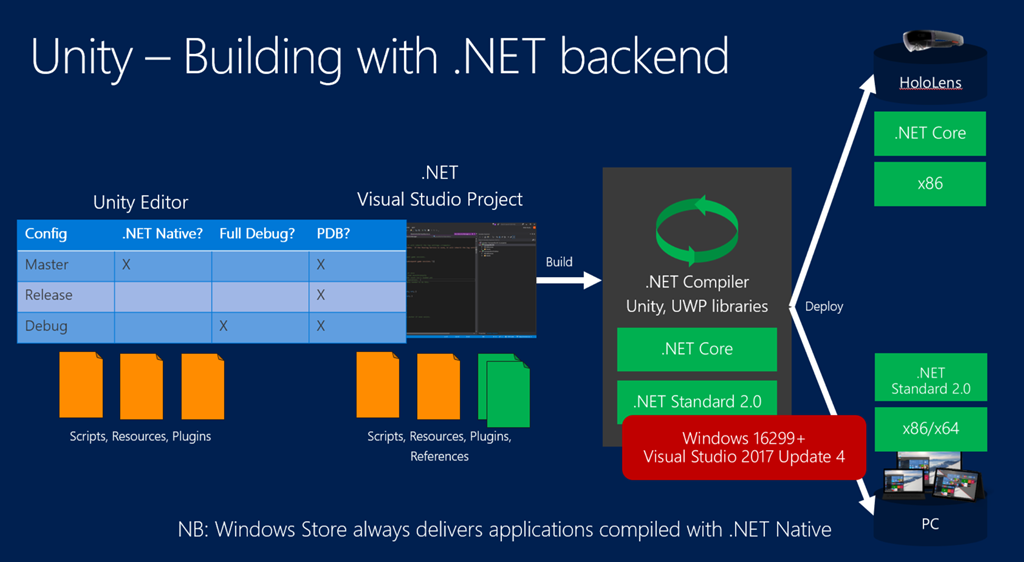 Unity – Building with .NET backend
HoloLens
.NET Core
x86
Unity Editor
.NET
Visual Studio Project
Config .NET Native? Full Debug? PDB?
Master X X
Release X
Debug X X
Scripts, Resources, Plugins
Scripts, Resources, Plugins,
References
Build
.NET Compiler
Unity, UWP libraries
.NET Core
.NET Standard 2.0
Windows 16299+
Visual Studio 2017 Update 4
Deploy
.NET
Standard 2.0
x86/x64
PC
NB: Windows Store always delivers applications compiled with .NET Native